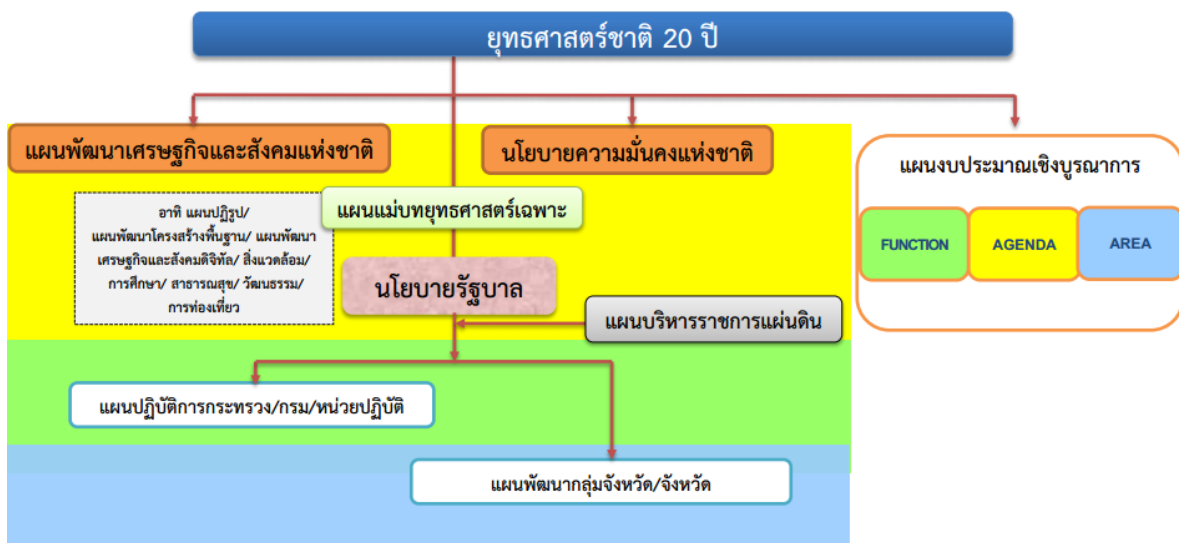 ยุทธศาสตร์ชาติ 20 ปี
แผนพัฒนาเศรษฐกิจและสังคมแห่งชาติ
นโยบายความมั่นคงแห่งชาติ
แผนงบประมาณเชิงบูรณาการ
FUNCTION
AGENDA
AREA
อาทิ แผนปฏิรูป/
แผนพัฒนาโครงสร้างพื้นฐาน/ แผนพัฒนา
เศรษฐกิจและสังคมดิจิทัล/ สิ่งแวดล้อม/
การศึกษา/ สาธารณสุข/ วัฒนธรรม/
การท่องเที่ยว
แผนแม่บทยุทธศาสตร์เฉพาะ
นโยบายรัฐบาล
แผนบริหารราชการแผ่นดิน
แผนปฏิบัติการกระทรวง/กรม/หน่วยปฏิบัติ
แผนพัฒนากลุ่มจังหวัด/จังหวัด